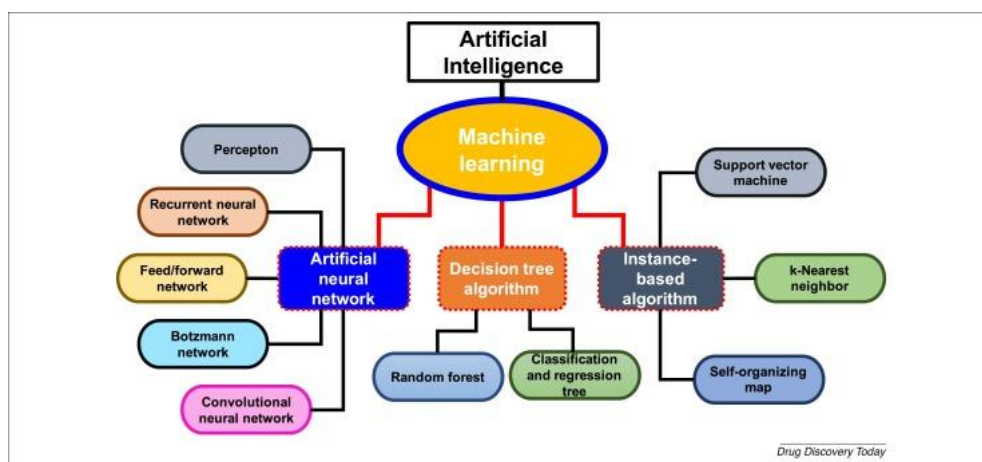 Artificial
Intelligence
Machine
learning
Percepton
Recurrent neural
network
Feed/forward
network
Botzmann
network
Convolutional
neural network
Artificial
neural
network
Decision tree
algorithm
Instance-
based
algorithm
Random forest
Classification
and regression
tree
Support vector
machine
k-Nearest
neighbor
Self-organizing
map
Drug Discovery Today